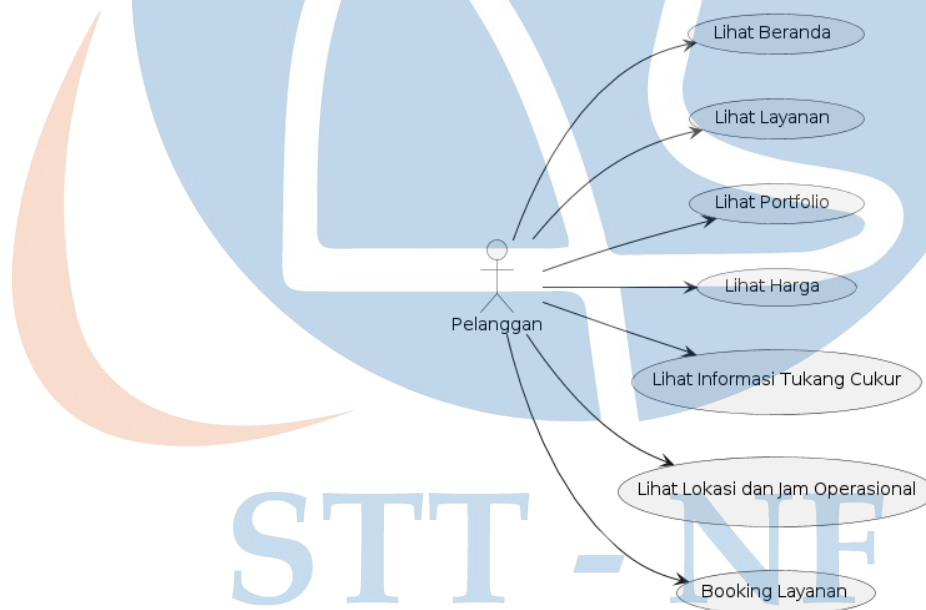 Lihat Beranda
Lihat Layanan
Lihat Portfolio
Lihat Harga
Pelanggan
Lihat Informasi Tukang Cukur
Lihat Lokasi dan Jam Operasional
STT - NF
Booking Layanan